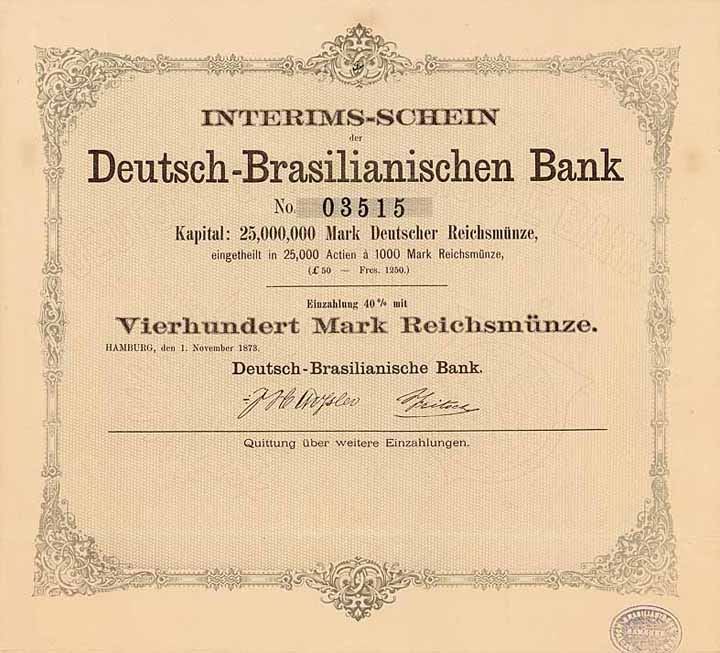 INTERIMS-SCHEIN
der
Deutsch-Brasilianischen Bank
No. 03515
Kapital: 25,000,000 Mark Deutscher Reichsmünze,
eingetheilt in 25,000 Actien à 1000 Mark Reichsmünze,
(£ 50 — Frcs. 1250.)
Einzahlung 40 % mit
Vierhundert Mark Reichsmünze.
HAMBURG, den 1. November 1873.
Deutsch-Brasilianische Bank.
Quittung über weitere Einzahlungen.